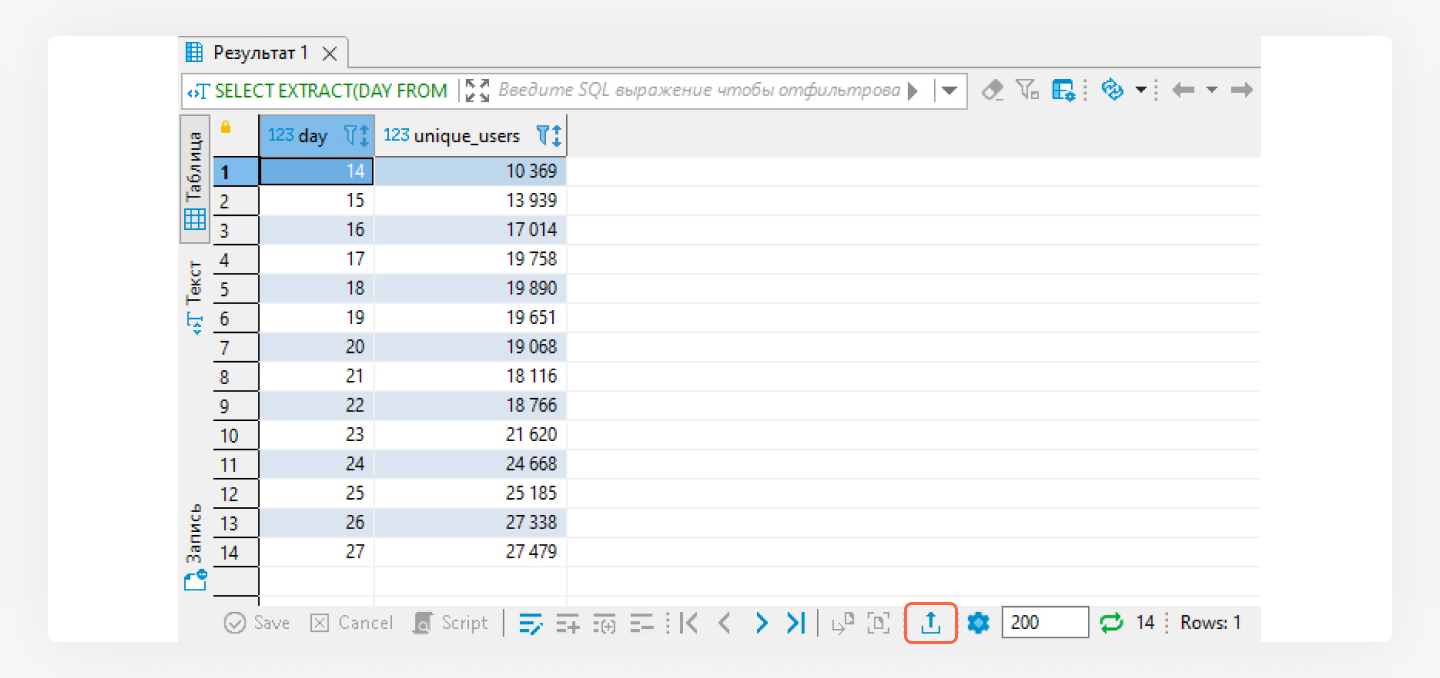 Результат 1
SELECT EXTRACT(DAY FROM Введите SQL выражение чтобы отфильтрова
Таблица
Текст
Запись
123 day 123 unique_users
1 14 10 369
2 15 13 939
3 16 17 014
4 17 19 758
5 18 19 890
6 19 19 651
7 20 19 068
8 21 18 116
9 22 18 766
10 23 21 620
11 24 24 668
12 25 25 185
13 26 27 338
14 27 27 479
Save Cancel Script 200 14 Rows: 1